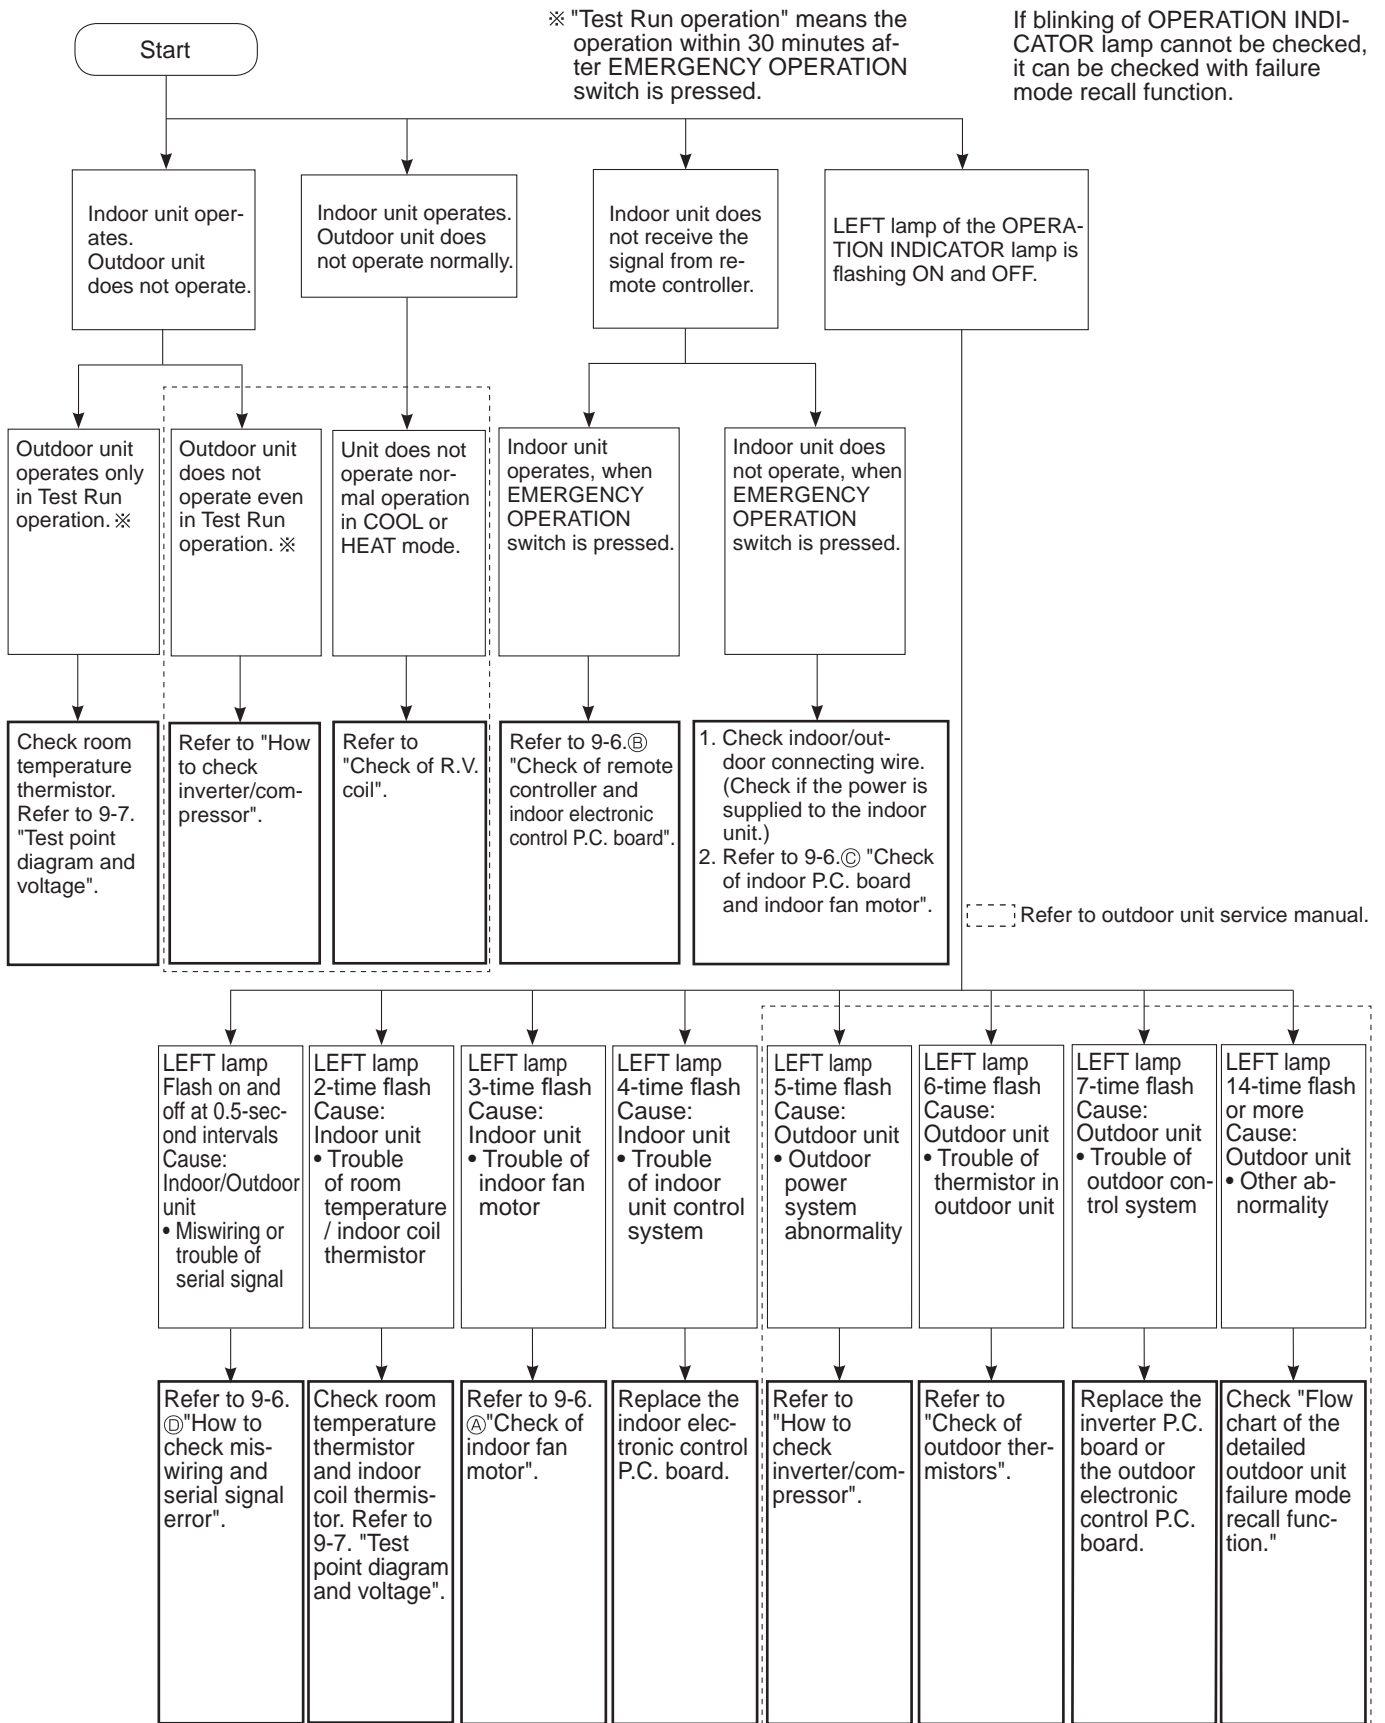 Start
※ "Test Run operation" means the
operation within 30 minutes af-
ter EMERGENCY OPERATION
switch is pressed.
If blinking of OPERATION INDI-
CATOR lamp cannot be checked,
it can be checked with failure
mode recall function.
Indoor unit oper-
ates.
Outdoor unit
does not operate.
Indoor unit operates.
Outdoor unit does
not operate normally.
Indoor unit does
not receive the
signal from re-
mote controller.
LEFT lamp of the OPERA-
TION INDICATOR lamp is
flashing ON and OFF.
Outdoor unit
operates only
in Test Run
operation. ※
Outdoor unit
does not
operate even
in Test Run
operation. ※
Unit does not
operate nor-
mal operation
in COOL or
HEAT mode.
Indoor unit
operates, when
EMERGENCY
OPERATION
switch is pressed.
Indoor unit does
not operate, when
EMERGENCY
OPERATION
switch is pressed.
Check room
temperature
thermistor.
Refer to 9-7.
"Test point
diagram and
voltage".
Refer to "How
to check
inverter/com-
pressor".
Refer to
"Check of R.V.
coil".
Refer to 9-6.Ⓑ
"Check of remote
controller and
indoor electronic
control P.C. board".
1. Check indoor/out-
door connecting wire.
(Check if the power is
supplied to the indoor
unit.)
2. Refer to 9-6.Ⓒ "Check
of indoor P.C. board
and indoor fan motor".
Refer to outdoor unit service manual.
LEFT lamp
Flash on and
off at 0.5-sec-
ond intervals
Cause:
Indoor/Outdoor
unit
• Miswiring or
trouble of
serial signal
LEFT lamp
2-time flash
Cause:
Indoor unit
• Trouble
of room
temperature
/ indoor coil
thermistor
LEFT lamp
3-time flash
Cause:
Indoor unit
• Trouble of
indoor fan
motor
LEFT lamp
4-time flash
Cause:
Indoor unit
• Trouble
of indoor
unit control
system
LEFT lamp
5-time flash
Cause:
Outdoor unit
• Outdoor
power
system
abnormality
LEFT lamp
6-time flash
Cause:
Outdoor unit
• Trouble of
thermistor in
outdoor unit
LEFT lamp
7-time flash
Cause:
Outdoor unit
• Trouble of
outdoor con-
trol system
LEFT lamp
14-time flash
or more
Cause:
Outdoor unit
• Other ab-
normality
Refer to 9-6.
Ⓓ"How to
check mis-
wiring and
serial signal
error".
Check room
temperature
thermistor
and indoor
coil thermis-
tor. Refer to
9-7. "Test
point diagram
and voltage".
Refer to 9-6.
Ⓐ"Check of
indoor fan
motor".
Replace the
indoor elec-
tronic control
P.C. board.
Refer to
"How to
check
inverter/com-
pressor".
Refer to
"Check of
outdoor ther-
mistors".
Replace the
inverter P.C.
board or
the outdoor
electronic
control P.C.
board.
Check "Flow
chart of the
detailed
outdoor unit
failure mode
recall func-
tion."